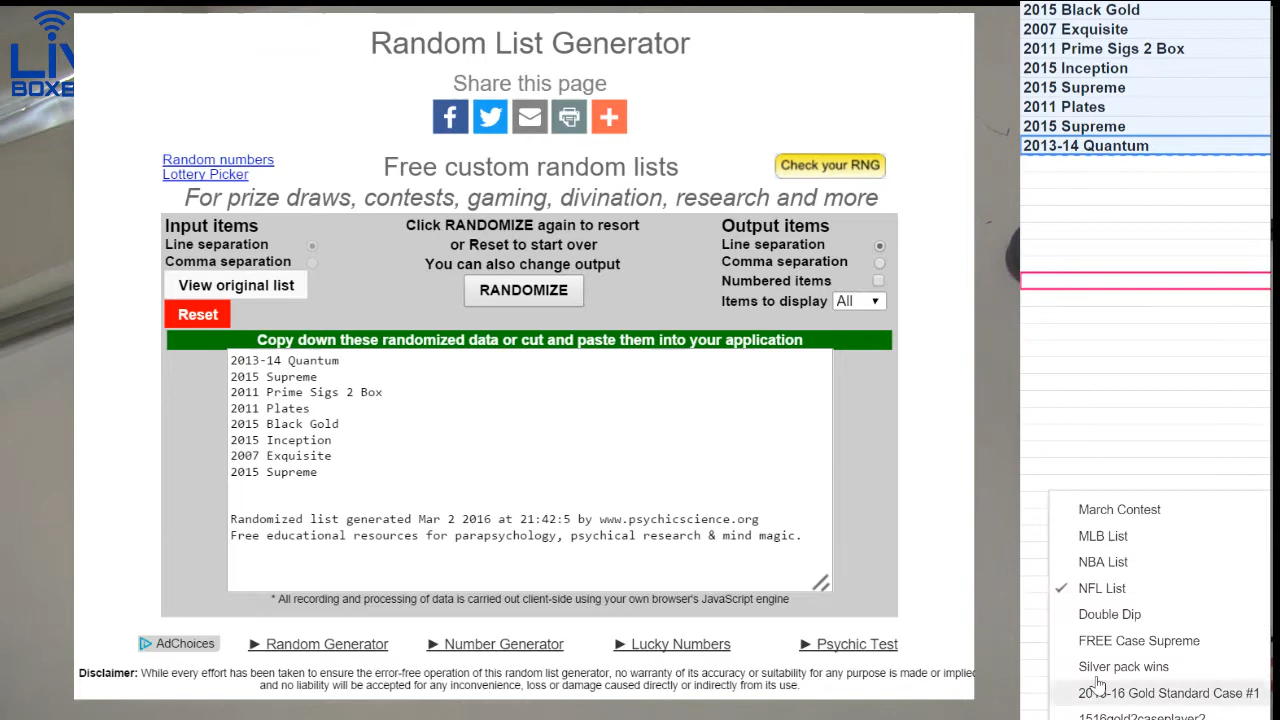 LIV
BOXE
Random List Generator
Share this page
Random numbers
Lottery Picker
Free custom random lists
Check your RNG
For prize draws, contests, gaming, divination, research and more
Input items
Line separation
Comma separation
View original list
Reset
Click RANDOMIZE again to resort
or Reset to start over
You can also change output
RANDOMIZE
Output items
Line separation
Comma separation
Numbered items
Items to display All
Copy down these randomized data or cut and paste them into your application
2013-14 Quantum
2015 Supreme
2011 Prime Sigs 2 Box
2011 Plates
2015 Black Gold
2015 Inception
2007 Exquisite
2015 Supreme
Randomized list generated Mar 2 2016 at 21:42:5 by www.psychicscience.org
Free educational resources for parapsychology, psychical research & mind magic.
* All recording and processing of data is carried out client-side using your own browser's JavaScript engine
AdChoices
► Random Generator
► Number Generator
► Lucky Numbers
► Psychic Test
Disclaimer: While every effort has been taken to ensure the error-free operation of this random list generator, no warranty of its accuracy or suitability for any purpose is made or implied
and no liability will be accepted for any inconvenience, loss or damage caused directly or indirectly from its use.
2015 Black Gold
2007 Exquisite
2011 Prime Sigs 2 Box
2015 Inception
2015 Supreme
2011 Plates
2015 Supreme
2013-14 Quantum
March Contest
MLB List
NBA List
NFL List
Double Dip
FREE Case Supreme
Silver pack wins
2015-16 Gold Standard Case #1
1516gold2caseplayer2